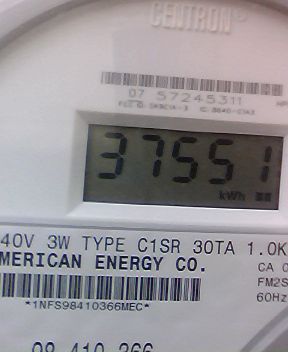 CENTRON®
07 57245311
37551
kWh
40V 3W TYPE C1SR 30TA 1.0K
MERICAN ENERGY CO.
CA 0
FM2S
60Hz
*1NFS98410366MEC*
98 410 366